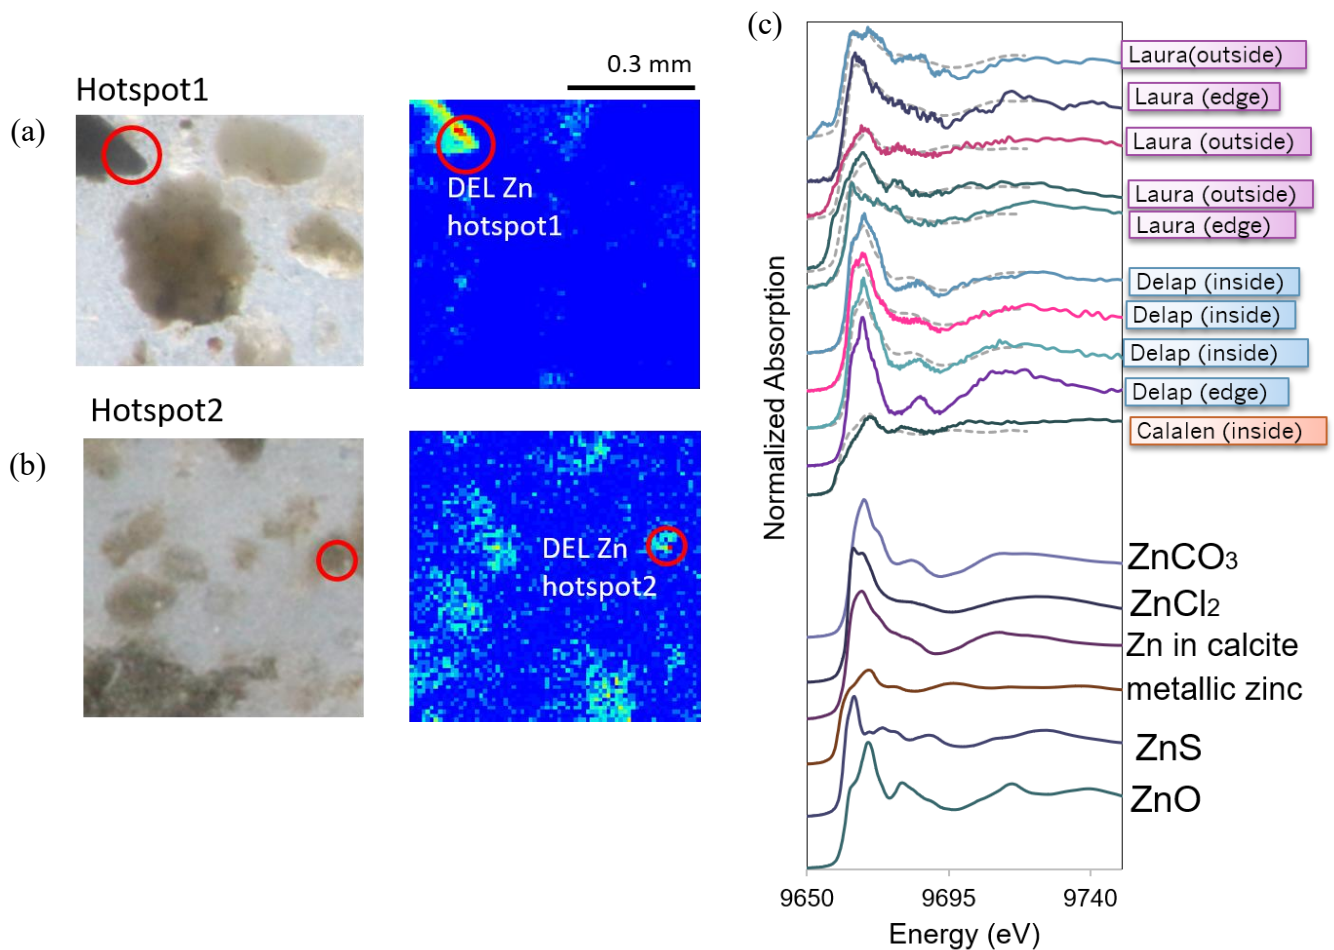 (a)
Hotspot1
0.3 mm
DEL Zn
hotspot1
(b)
Hotspot2
DEL Zn
hotspot2
(c)
Normalized Absorption
Laura(outside)
Laura (edge)
Laura (outside)
Laura (outside)
Laura (edge)
Delap (inside)
Delap (inside)
Delap (inside)
Delap (edge)
Calalen (inside)
ZnCO3
ZnCl2
Zn in calcite
metallic zinc
ZnS
ZnO
9650 9695 9740
Energy (eV)